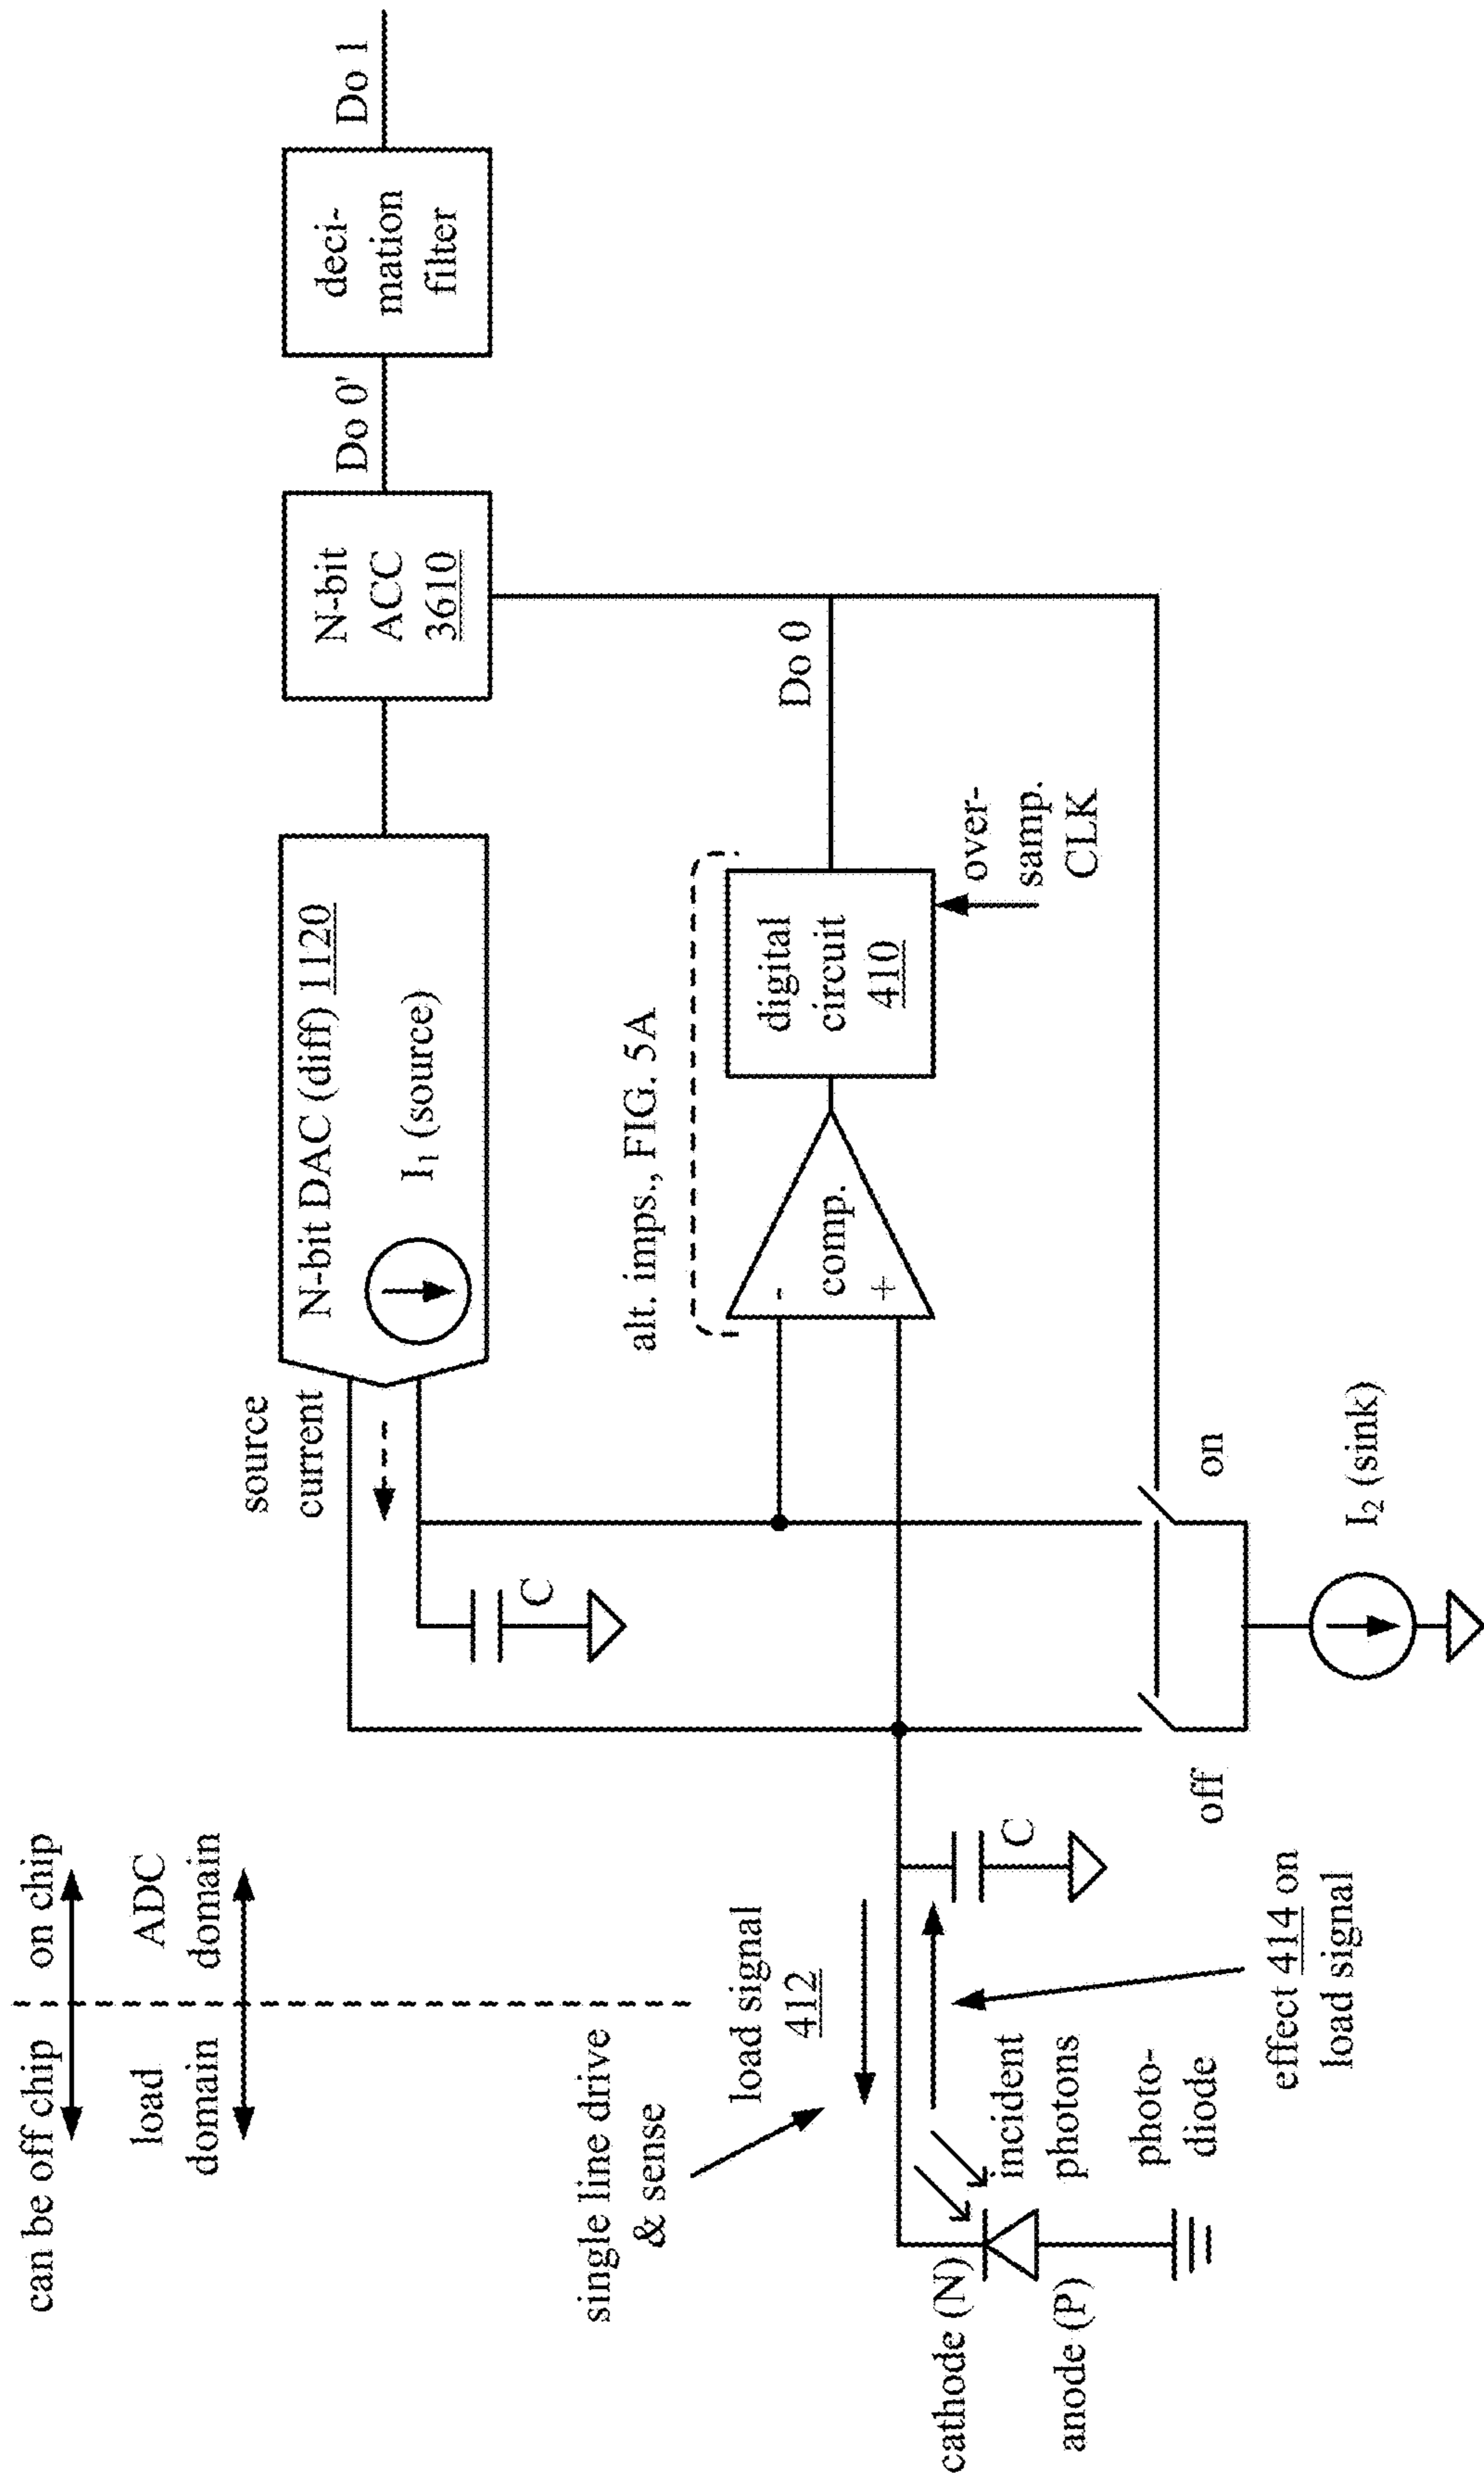 can be off chip
on chip
load
domain
ADC
domain
source
current
N-bit DAC (diff) 1120
I₁ (source)
N-bit
ACC
3610
Do 0'
deci-
mation
filter
Do 1
C
single line drive
& sense
load signal
412
alt. imps., FIG. 5A
-
comp.
+
digital
circuit
410
Do 0
over-
samp.
CLK
cathode (N)
anode (P)
incident
photons
photo-
diode
C
effect 414 on
load signal
off
on
I₂ (sink)